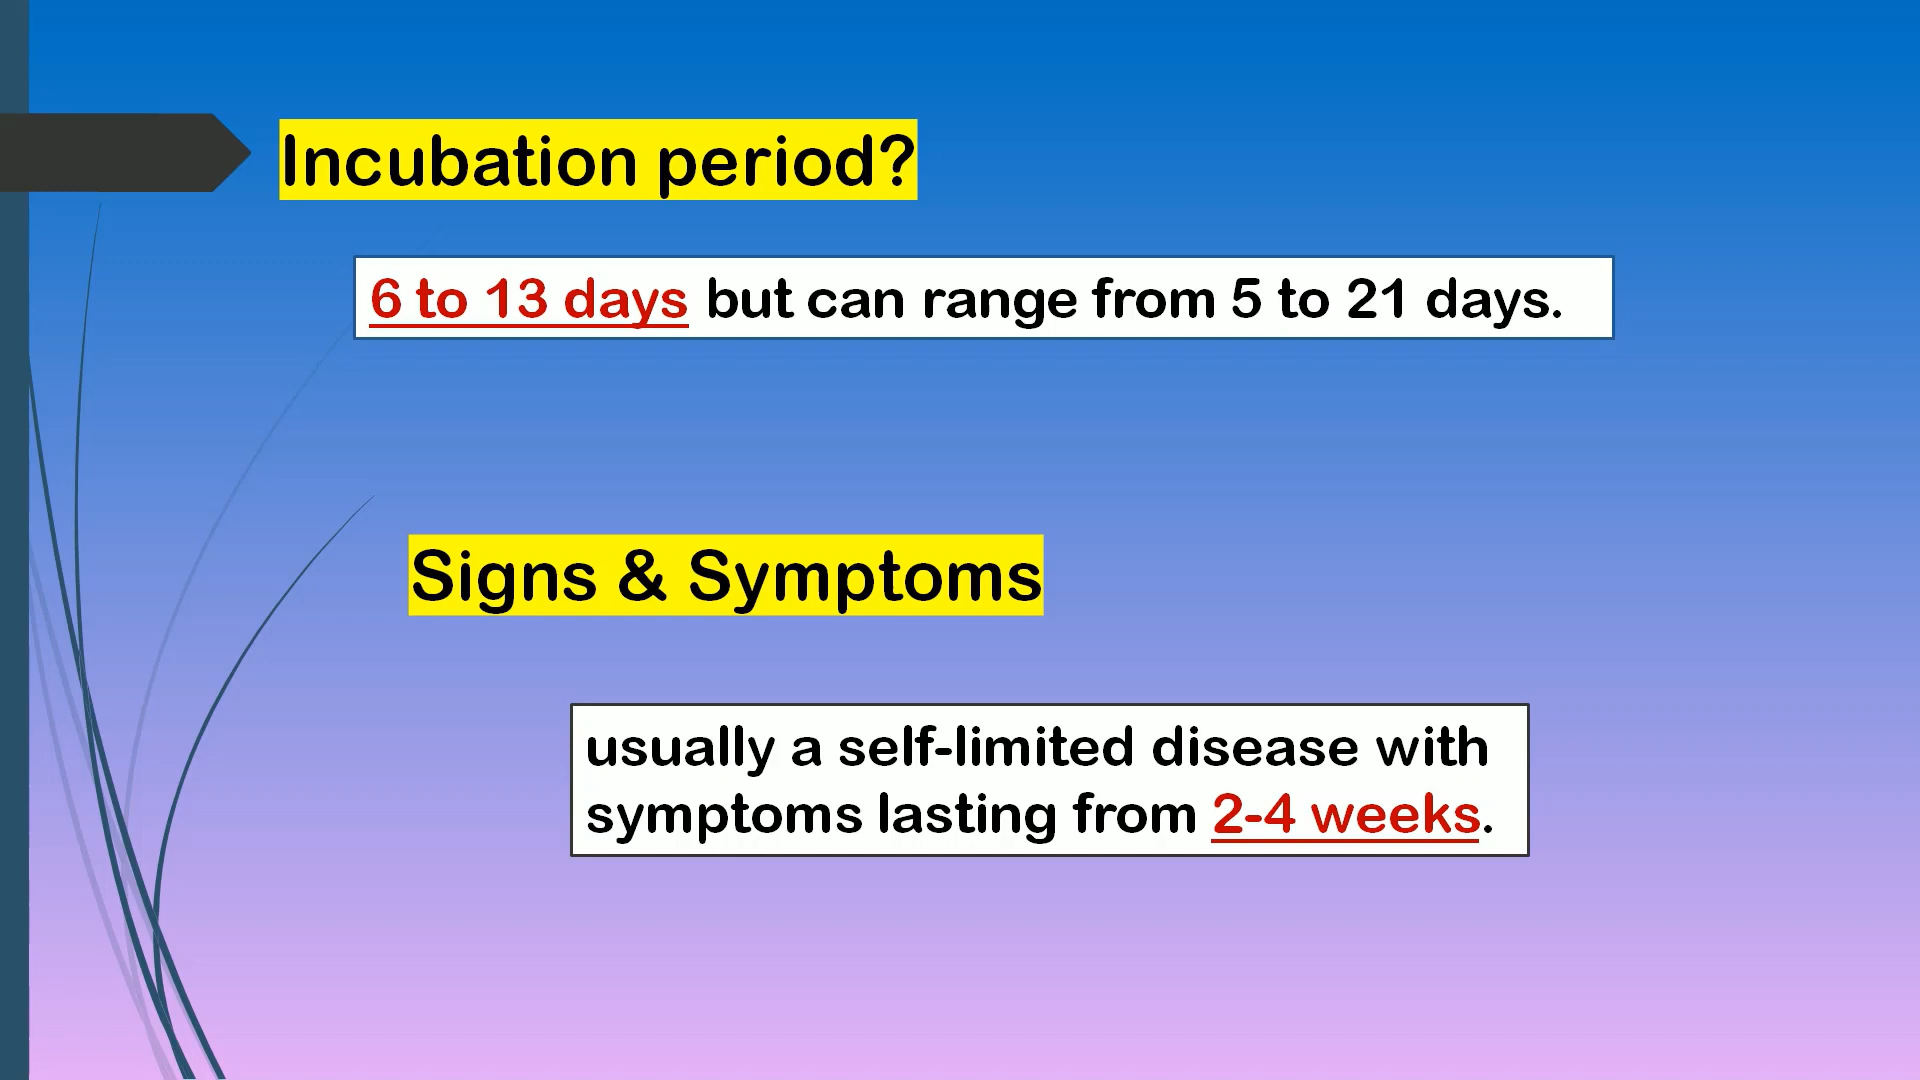 Incubation period?
6 to 13 days but can range from 5 to 21 days.
Signs & Symptoms
usually a self-limited disease with
symptoms lasting from 2-4 weeks.